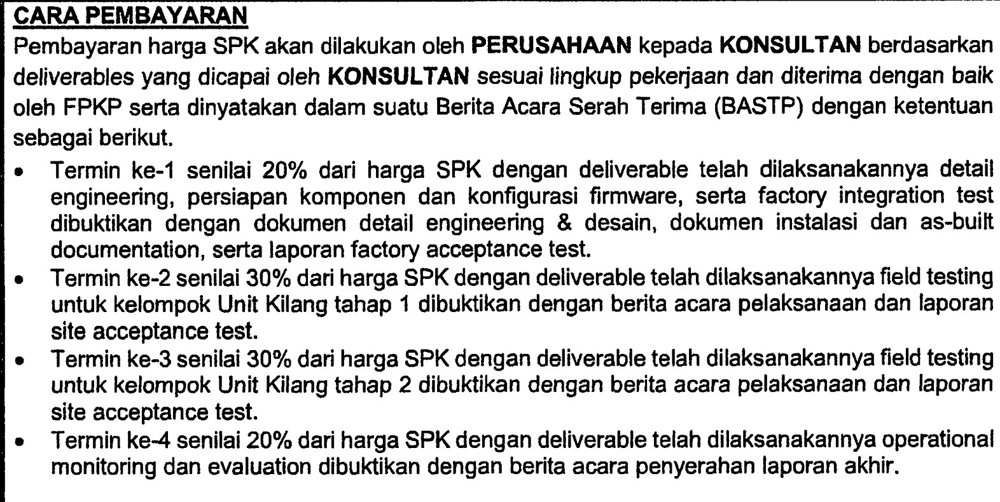 CARA PEMBAYARAN
Pembayaran harga SPK akan dilakukan oleh PERUSAHAAN kepada KONSULTAN berdasarkan
deliverables yang dicapai oleh KONSULTAN sesuai lingkup pekerjaan dan diterima dengan baik
oleh FPKP serta dinyatakan dalam suatu Berita Acara Serah Terima (BASTP) dengan ketentuan
sebagai berikut.
• Termin ke-1 senilai 20% dari harga SPK dengan deliverable telah dilaksanakannya detail
engineering, persiapan komponen dan konfigurasi firmware, serta factory integration test
dibuktikan dengan dokumen detail engineering & desain, dokumen instalasi dan as-built
documentation, serta laporan factory acceptance test.
• Termin ke-2 senilai 30% dari harga SPK dengan deliverable telah dilaksanakannya field testing
untuk kelompok Unit Kilang tahap 1 dibuktikan dengan berita acara pelaksanaan dan laporan
site acceptance test.
• Termin ke-3 senilai 30% dari harga SPK dengan deliverable telah dilaksanakannya field testing
untuk kelompok Unit Kilang tahap 2 dibuktikan dengan berita acara pelaksanaan dan laporan
site acceptance test.
• Termin ke-4 senilai 20% dari harga SPK dengan deliverable telah dilaksanakannya operational
monitoring dan evaluation dibuktikan dengan berita acara penyerahan laporan akhir.